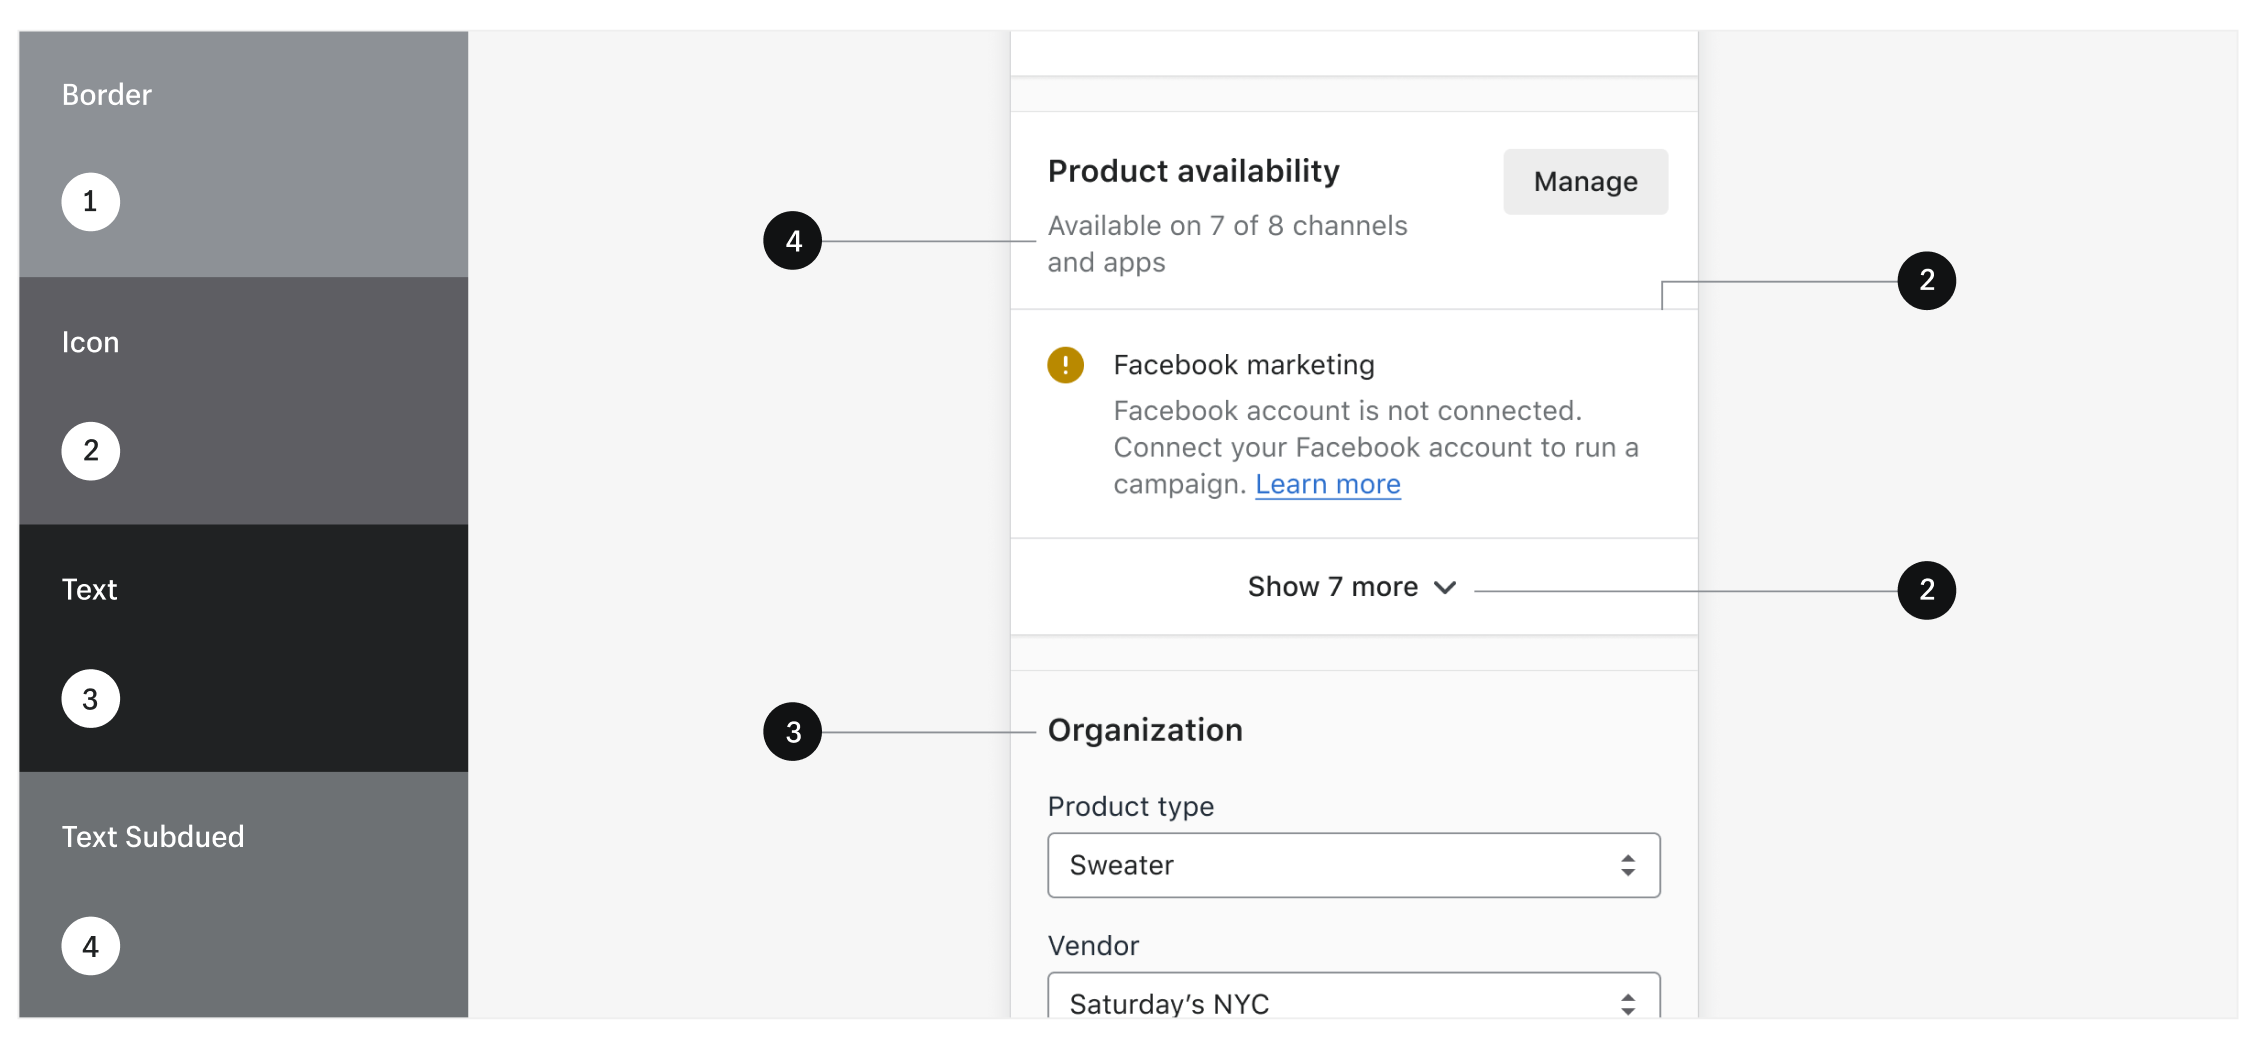 Border
1
Icon
2
Text
3
Text Subdued
4
Product availability
Manage
Available on 7 of 8 channels
and apps
4
2
!
Facebook marketing
Facebook account is not connected.
Connect your Facebook account to run a
campaign. Learn more
Show 7 more
2
3
Organization
Product type
Sweater
Vendor
Saturday’s NYC